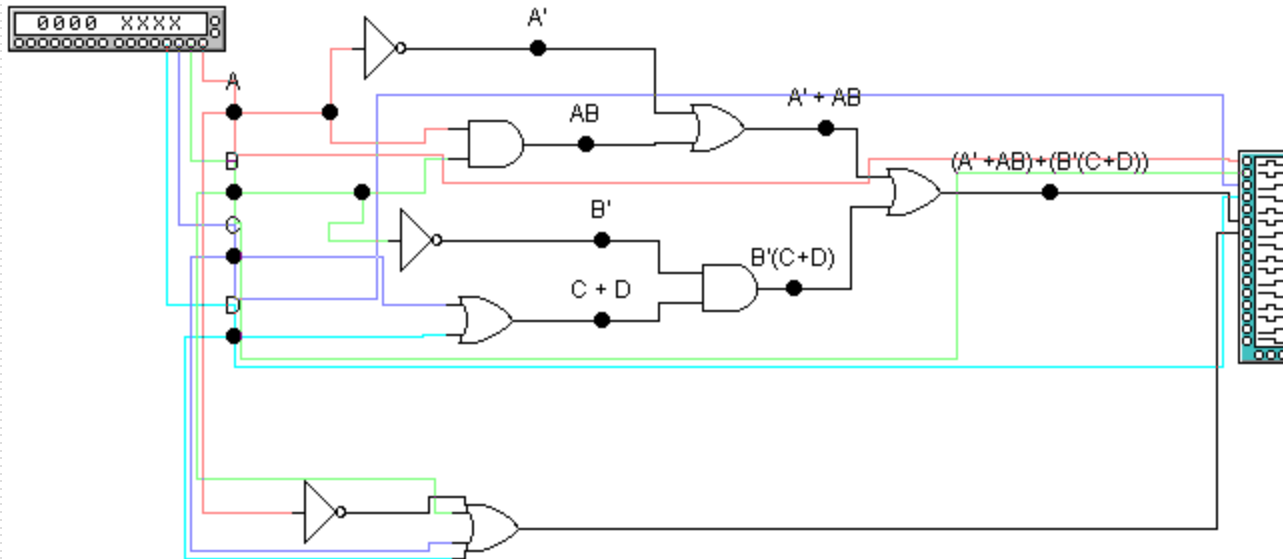 0000 XXXX
A'
A
AB
A' + AB
B
(A' +AB)+(B'(C+D))
B'
C
B'(C+D)
C + D
D